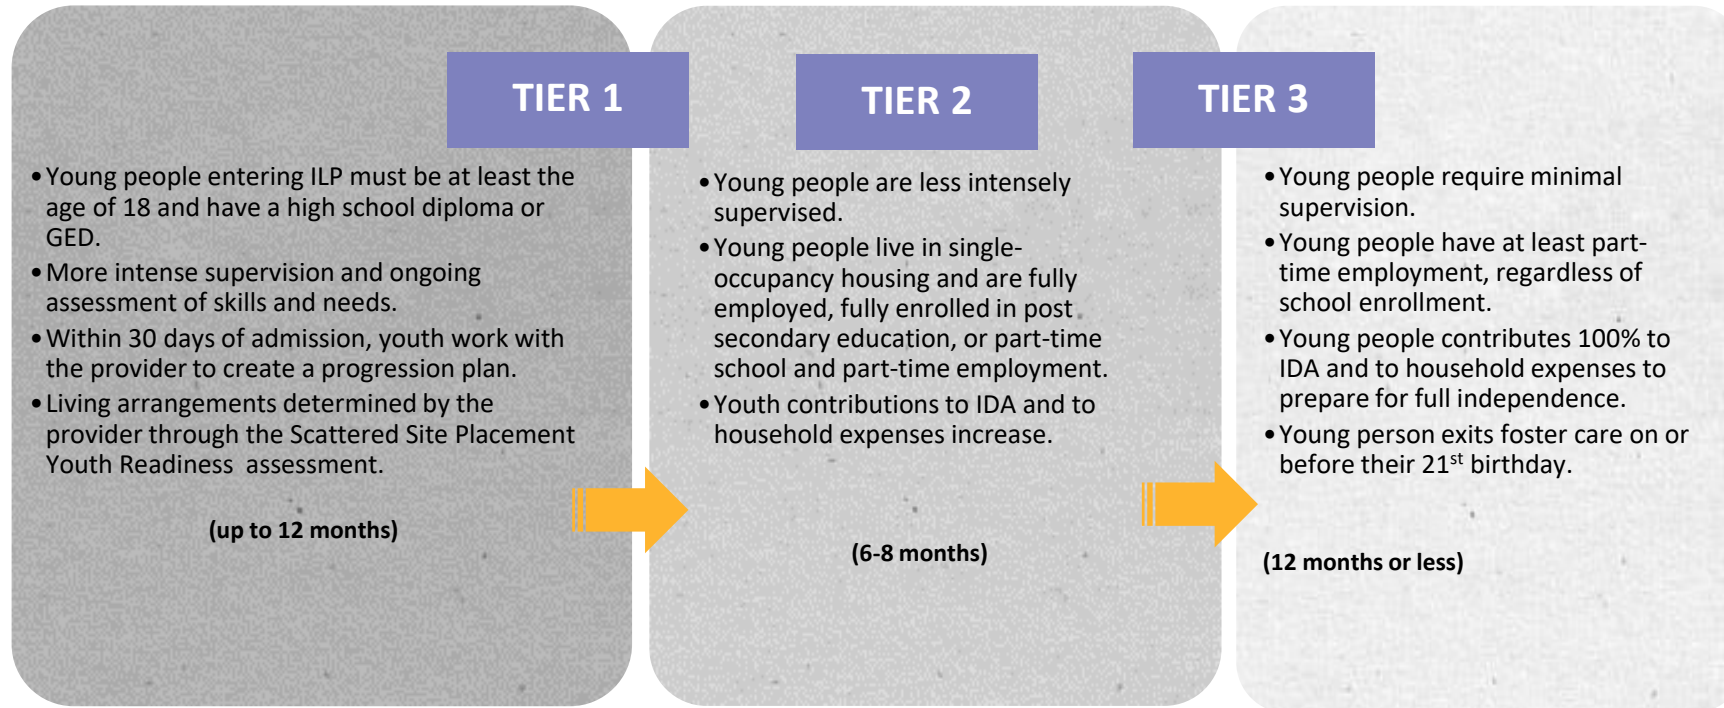 TIER 1
•Young people entering ILP must be at least the
age of 18 and have a high school diploma or
GED.
•More intense supervision and ongoing
assessment of skills and needs.
•Within 30 days of admission, youth work with
the provider to create a progression plan.
•Living arrangements determined by the
provider through the Scattered Site Placement
Youth Readiness  assessment.
(up to 12 months)
TIER 2
•Young people are less intensely
supervised.
•Young people live in single-
occupancy housing and are fully
employed, fully enrolled in post
secondary education, or part-time
school and part-time employment.
•Youth contributions to IDA and to
household expenses increase.
(6-8 months)
TIER 3
•Young people require minimal
supervision.
•Young people have at least part-
time employment, regardless of
school enrollment.
•Young people contributes 100% to
IDA and to household expenses to
prepare for full independence.
•Young person exits foster care on or
before their 21st birthday.
(12 months or less)